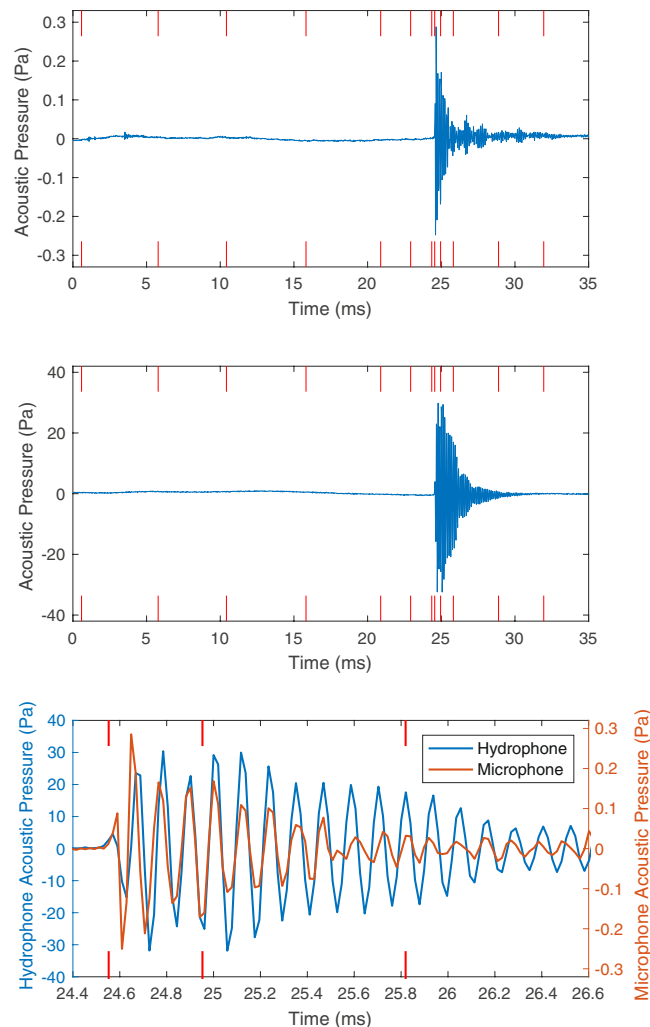 Acoustic Pressure (Pa)
0.3
0.2
0.1
0
-0.1
-0.2
-0.3
0 5 10 15 20 25 30 35
Time (ms)
Acoustic Pressure (Pa)
40
20
0
-20
-40
0 5 10 15 20 25 30 35
Time (ms)
Hydrophone Acoustic Pressure (Pa)
40
30
20
10
0
-10
-20
-30
-40
Hydrophone
Microphone
0.3
0.2
0.1
0
-0.1
-0.2
-0.3
Microphone Acoustic Pressure (Pa)
24.4 24.6 24.8 25 25.2 25.4 25.6 25.8 26 26.2 26.4 26.6
Time (ms)